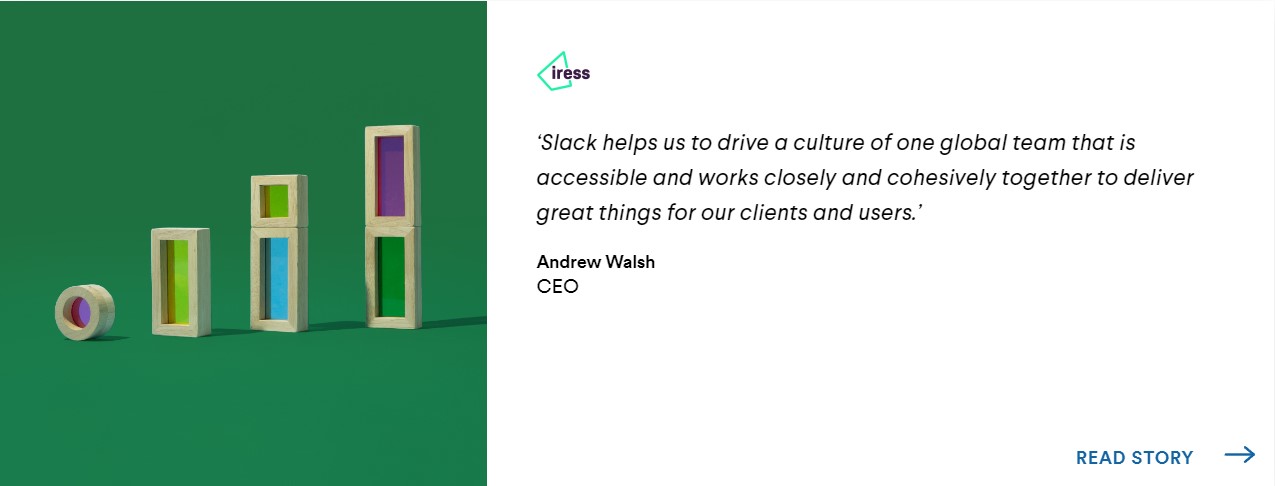 iress
‘Slack helps us to drive a culture of one global team that is
accessible and works closely and cohesively together to deliver
great things for our clients and users.’
Andrew Walsh
CEO
READ STORY